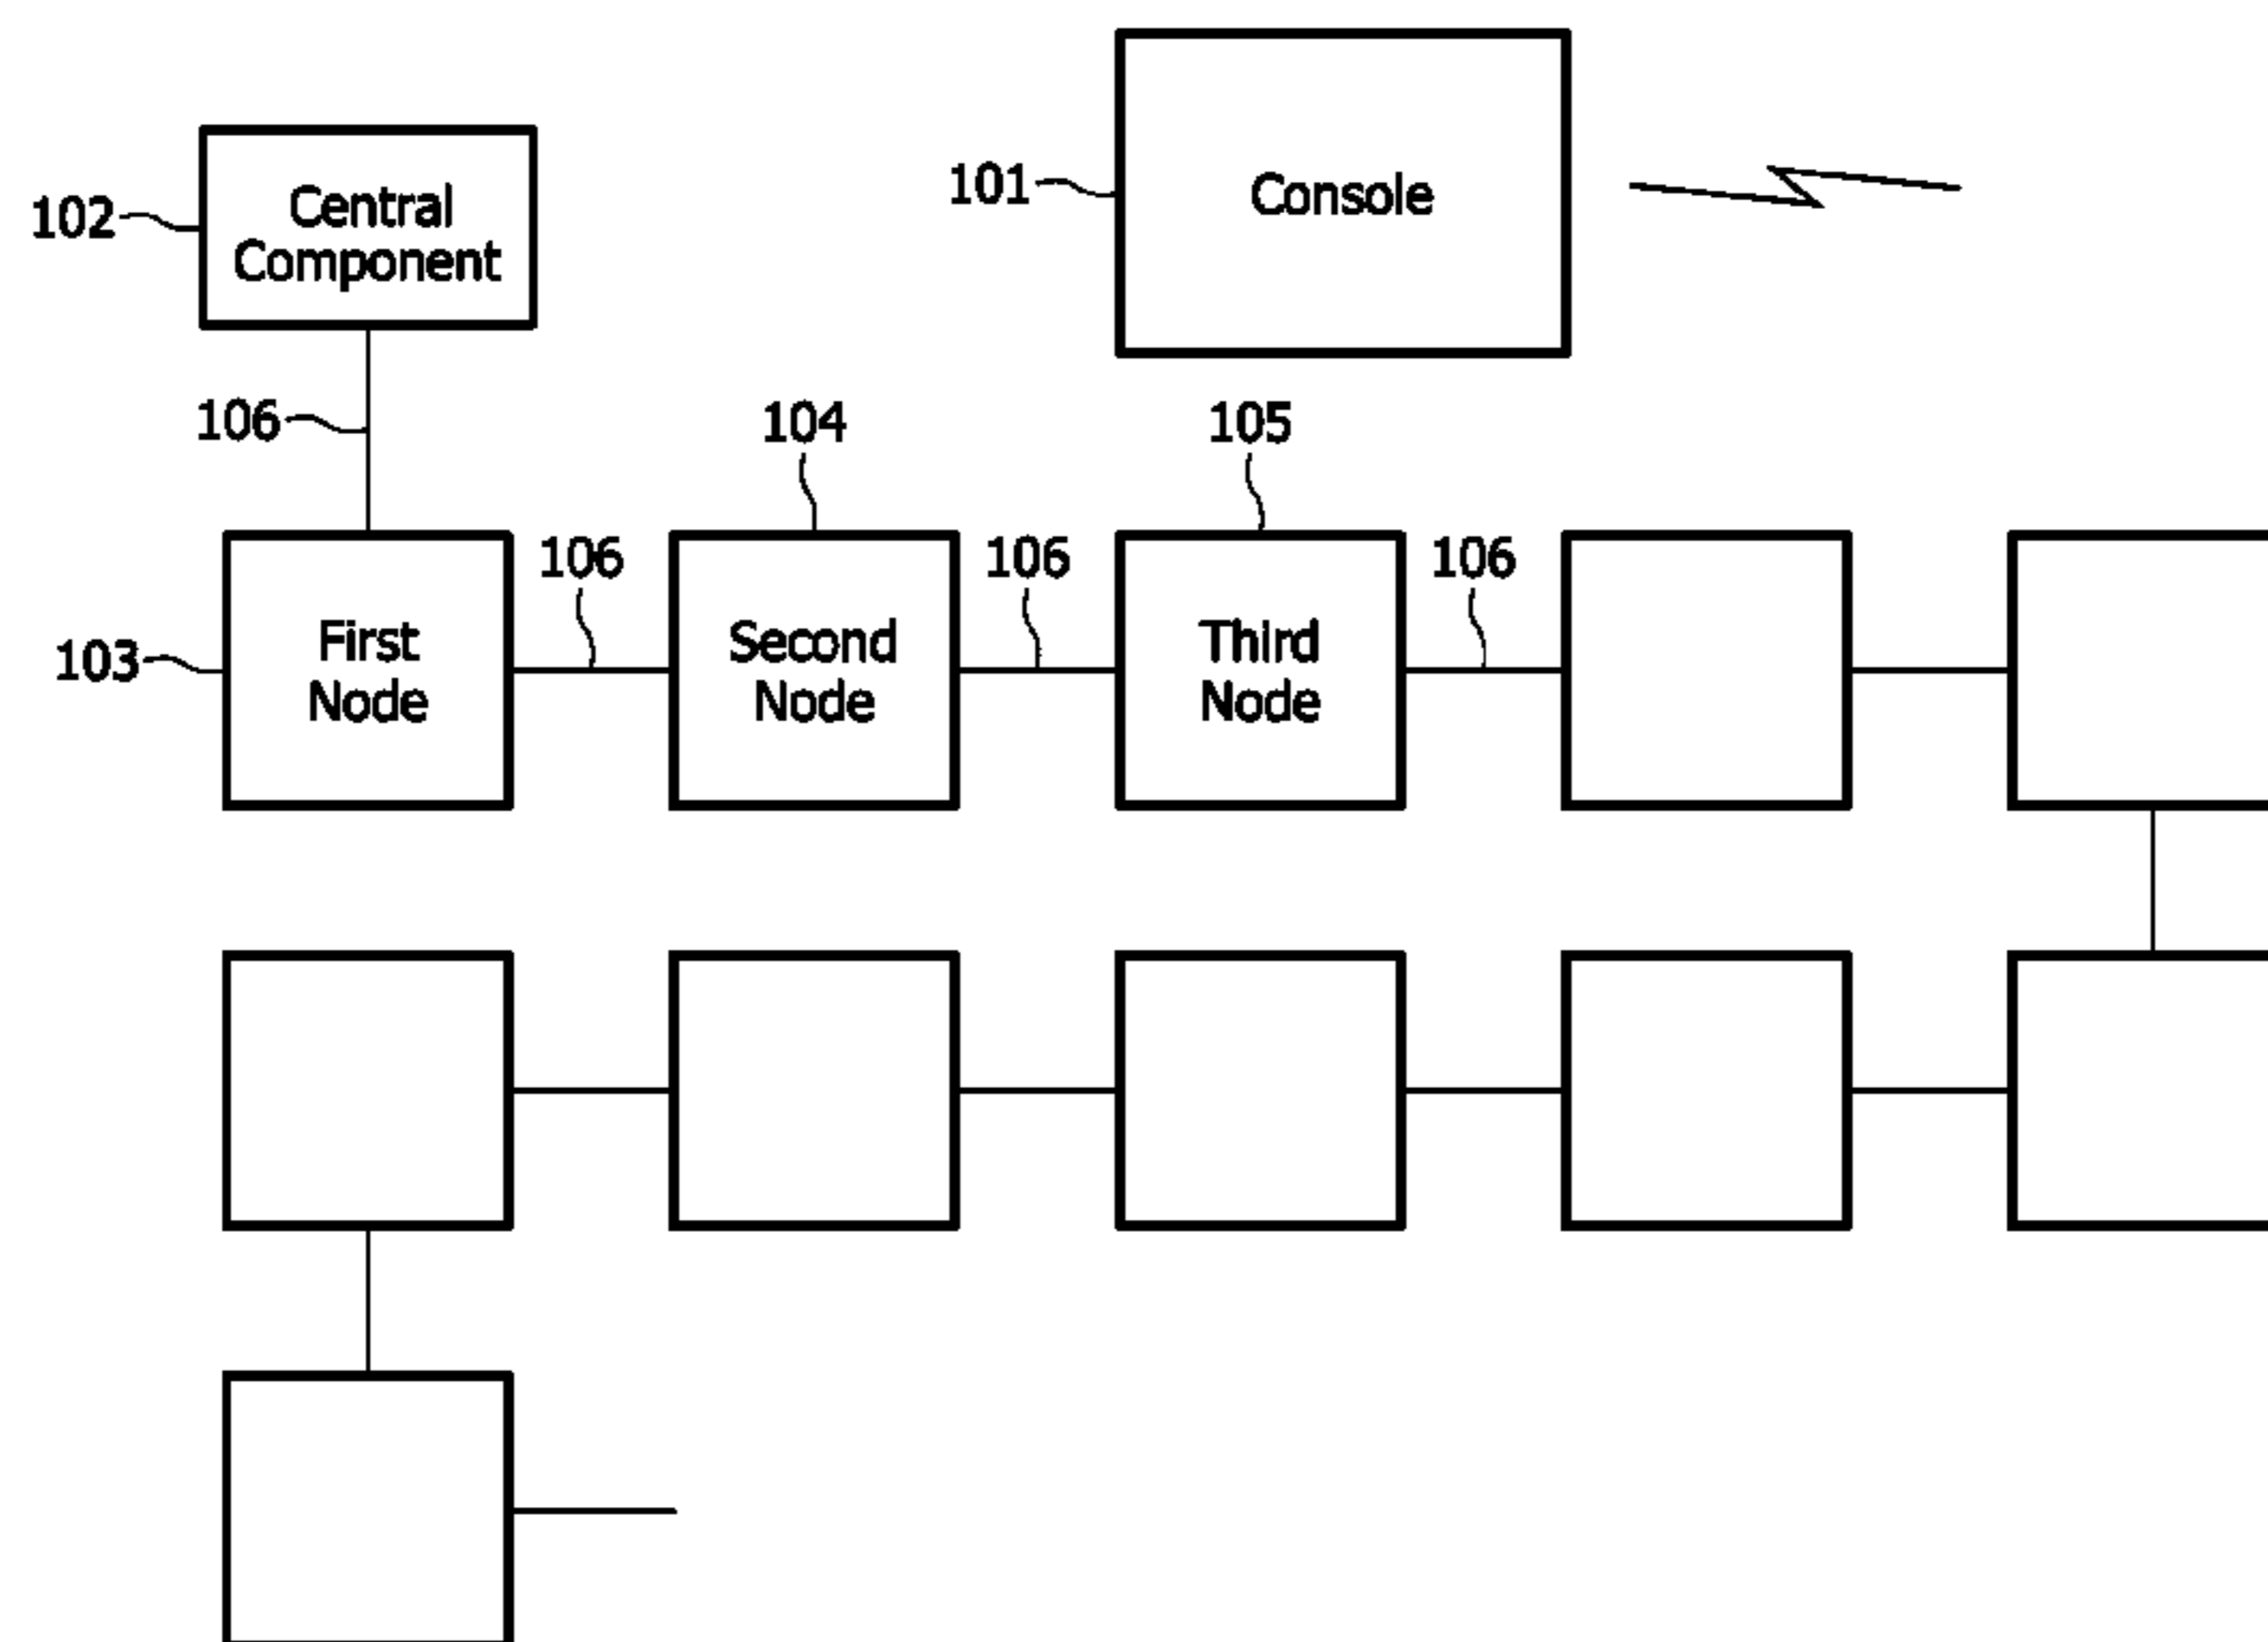 101
Console
102
Central
Component
106
104
105
106
106
106
103
First
Node
Second
Node
Third
Node